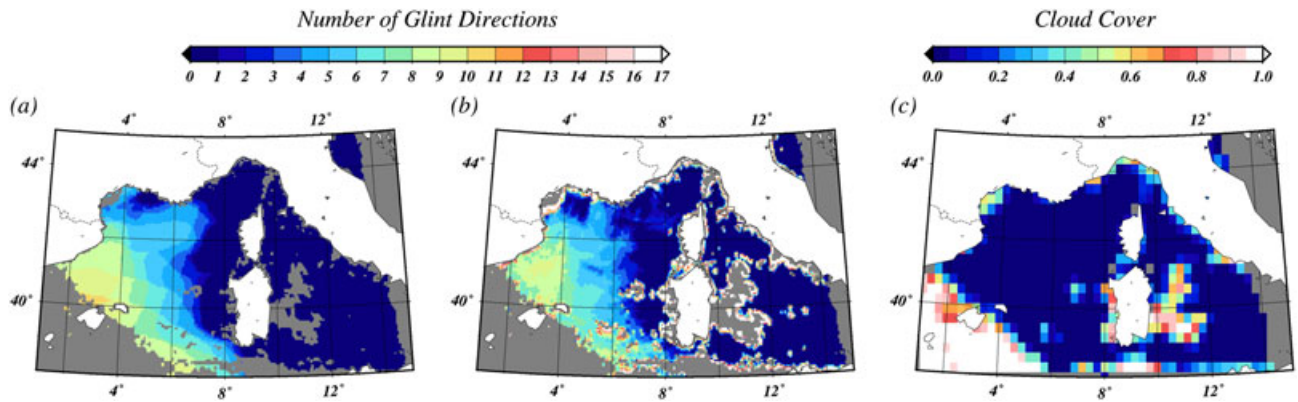 Number of Glint Directions
Cloud Cover
0 1 2 3 4 5 6 7 8 9 10 11 12 13 14 15 16 17
0.0 0.2 0.4 0.6 0.8 1.0
(a) (b) (c)
4° 8° 12° 4° 8° 12° 4° 8° 12°
44° 44° 44°
40° 40° 40°
4° 8° 12° 4° 8° 12° 4° 8° 12°